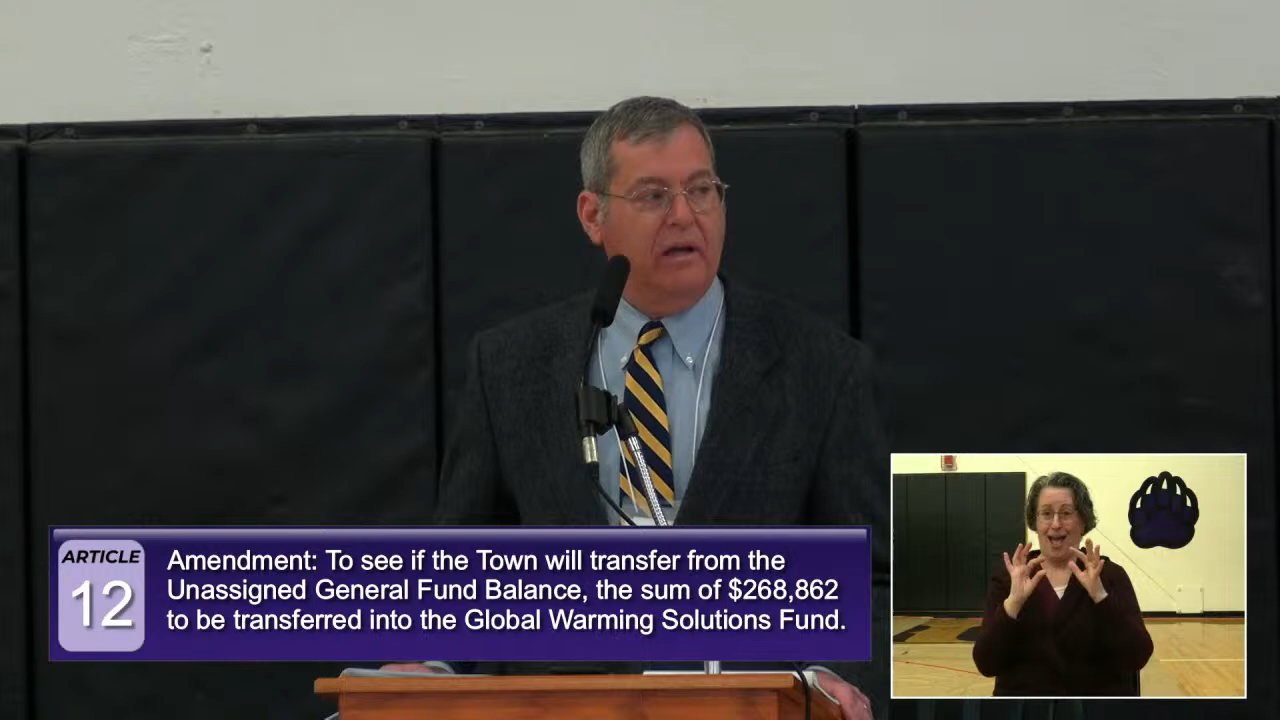 ARTICLE
12
Amendment: To see if the Town will transfer from the
Unassigned General Fund Balance, the sum of $268,862
to be transferred into the Global Warming Solutions Fund.